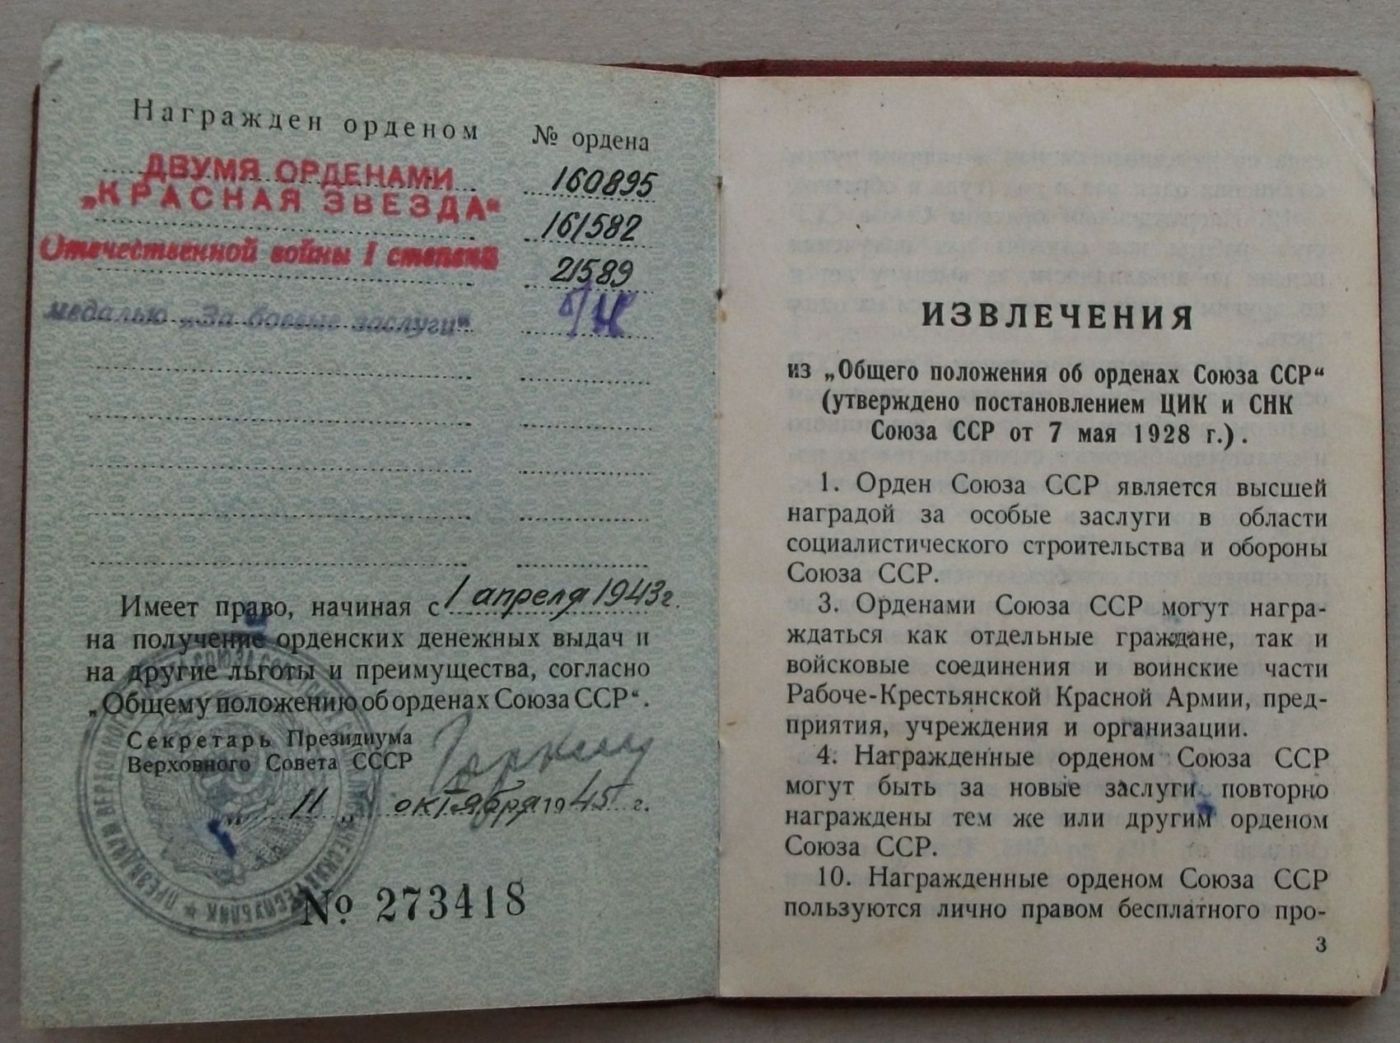 Награжден орденом
№ ордена
ДВУМЯ ОРДЕНАМИ
160895
„КРАСНАЯ ЗВЕЗДА“
161582
Отечественной войны I степени
21589
медалью „За боевые заслуги“
б/н
Имеет право, начиная с 1 апреля 1943 г.
на получение орденских денежных выдач и
на другие льготы и преимущества, согласно
„Общему положению об орденах Союза ССР“.
Секретарь Президиума
Верховного Совета СССР
Горкин
„ 11 „ октября 1945 г.
№ 273418
ИЗВЛЕЧЕНИЯ
из „Общего положения об орденах Союза ССР“
(утверждено постановлением ЦИК и СНК
Союза ССР от 7 мая 1928 г.).
1. Орден Союза ССР является высшей
наградой за особые заслуги в области
социалистического строительства и обороны
Союза ССР.
3. Орденами Союза ССР могут награ-
ждаться как отдельные граждане, так и
войсковые соединения и воинские части
Рабоче-Крестьянской Красной Армии, пред-
приятия, учреждения и организации.
4. Награжденные орденом Союза ССР
могут быть за новые заслуги повторно
награждены тем же или другим орденом
Союза ССР.
10. Награжденные орденом Союза ССР
пользуются лично правом бесплатного про-
3